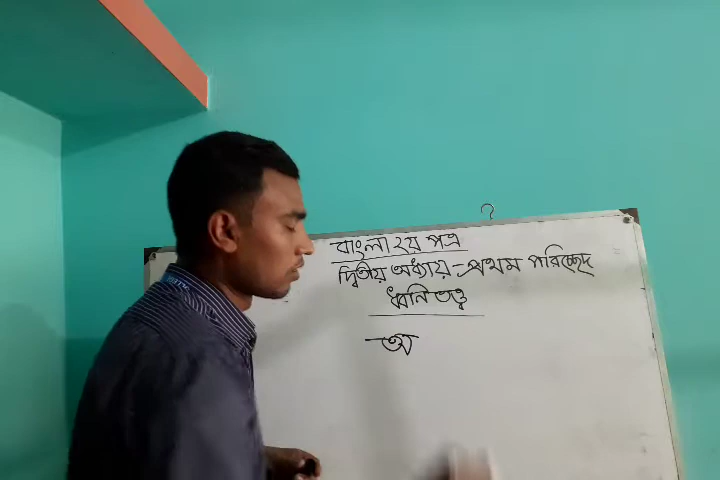 বাংলা ২য় পত্র
দ্বিতীয় অধ্যায় - প্রথম পরিচ্ছেদ
ধ্বনিতত্ত্ব
অ